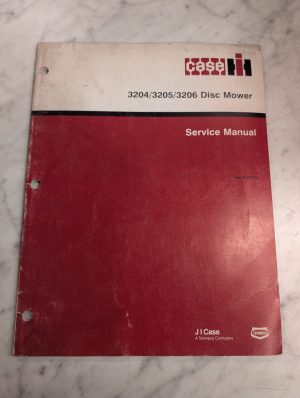 case IH
3204/3205/3206 Disc Mower
Service Manual
J I Case
A Tenneco Company